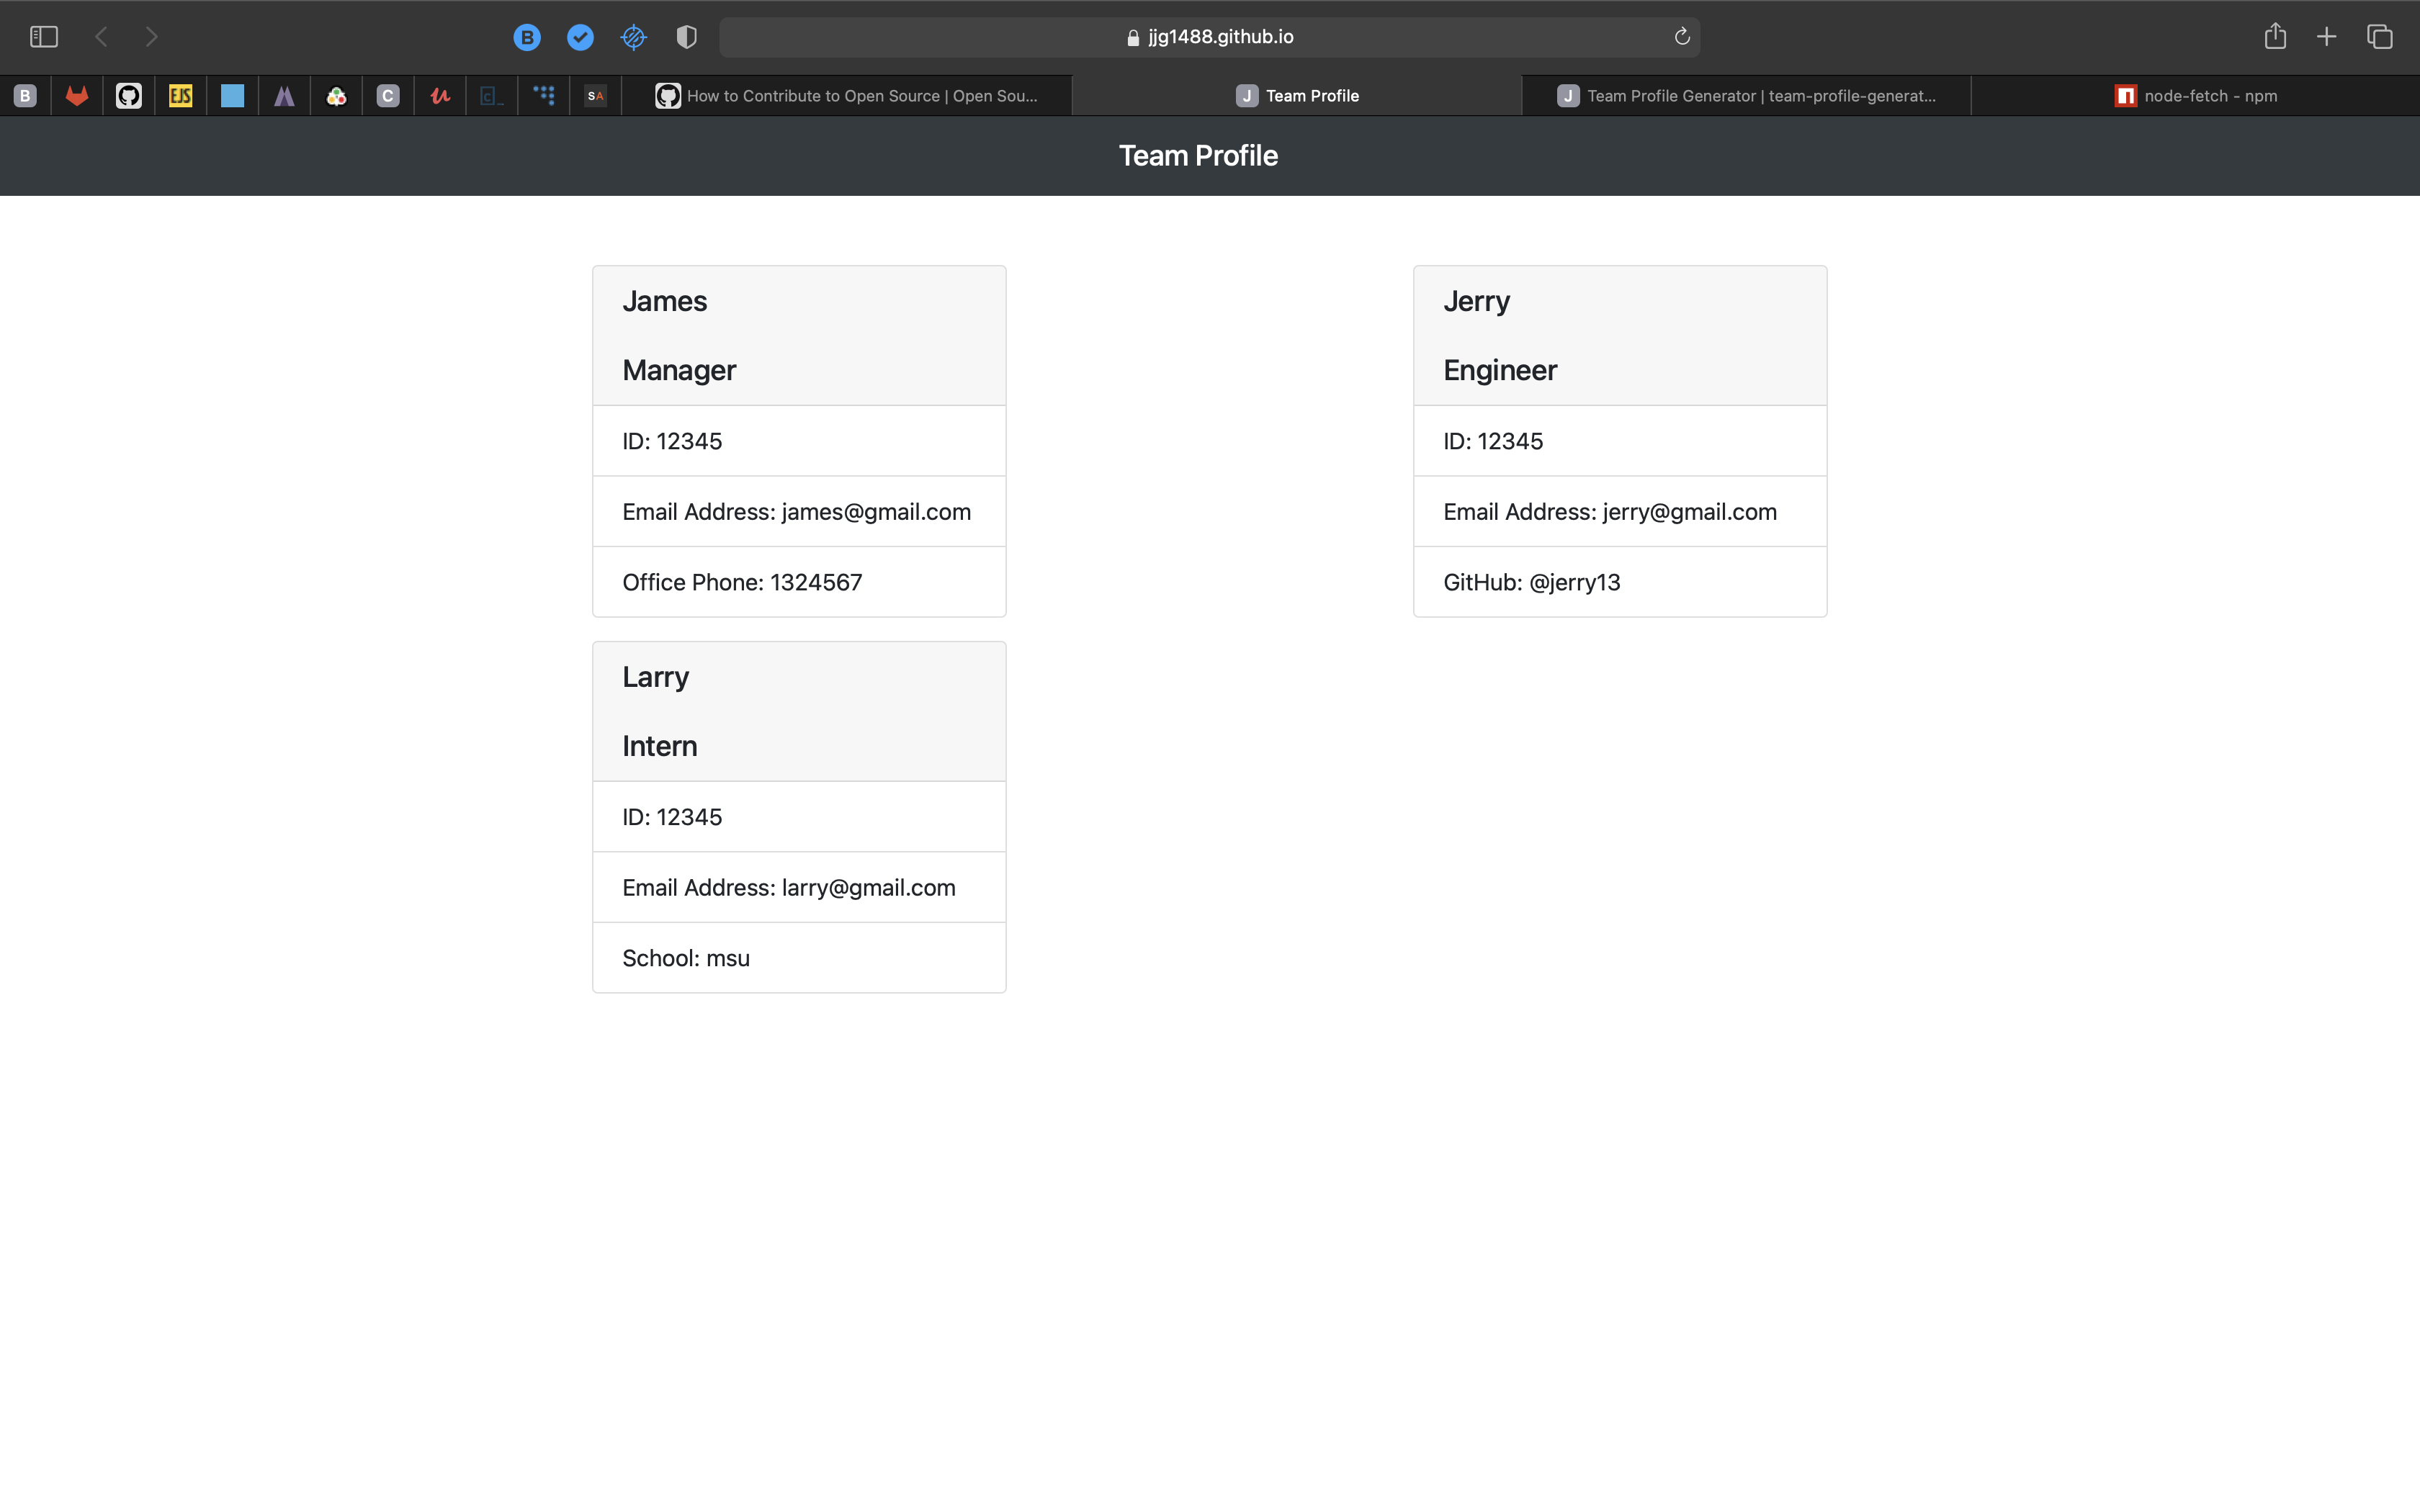 B
jjg1488.github.io
B
EJS
C
u
C_
SA
How to Contribute to Open Source | Open Sou...
J Team Profile
J Team Profile Generator | team-profile-generat...
node-fetch - npm
Team Profile
James
Manager
ID: 12345
Email Address: james@gmail.com
Office Phone: 1324567
Jerry
Engineer
ID: 12345
Email Address: jerry@gmail.com
GitHub: @jerry13
Larry
Intern
ID: 12345
Email Address: larry@gmail.com
School: msu